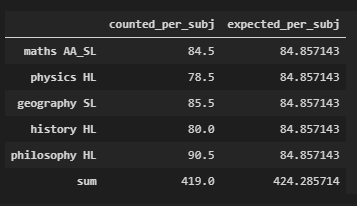 counted_per_subj expected_per_subj
maths AA_SL 84.5 84.857143
physics HL 78.5 84.857143
geography SL 85.5 84.857143
history HL 80.0 84.857143
philosophy HL 90.5 84.857143
sum 419.0 424.285714